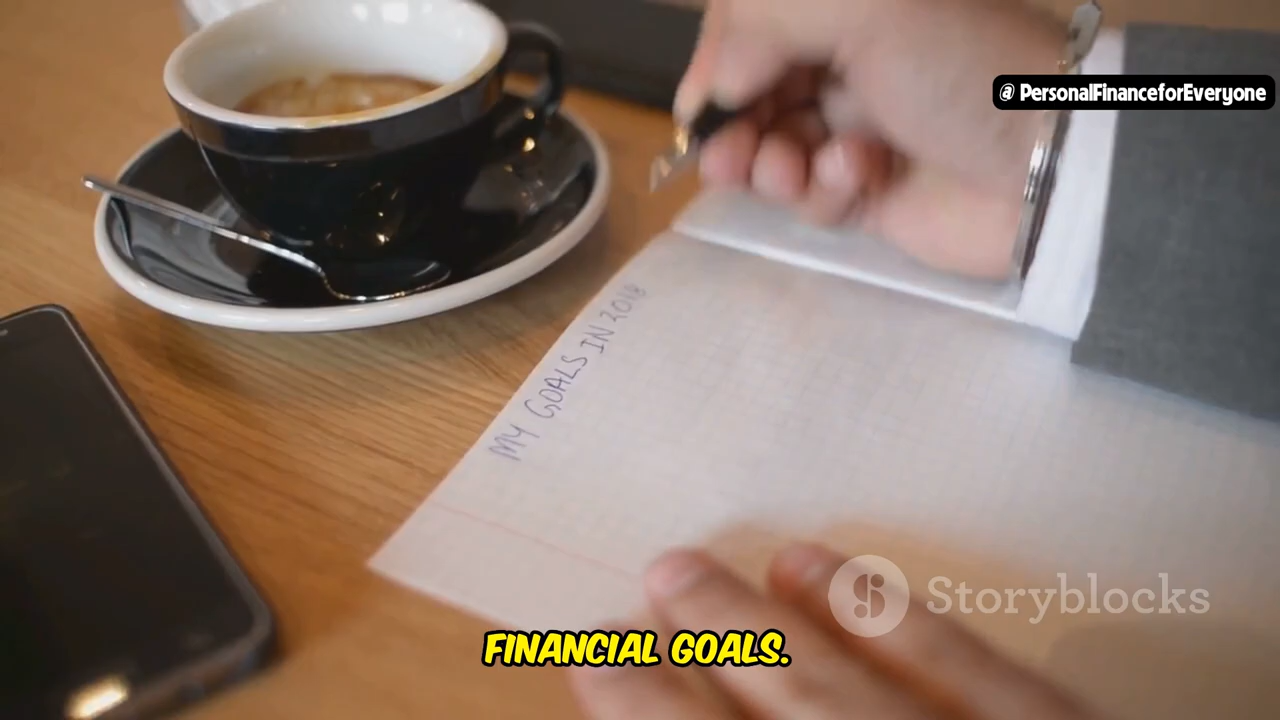 @ PersonalFinanceforEveryone
MY GOALS IN 2018
Storyblocks
FINANCIAL GOALS.